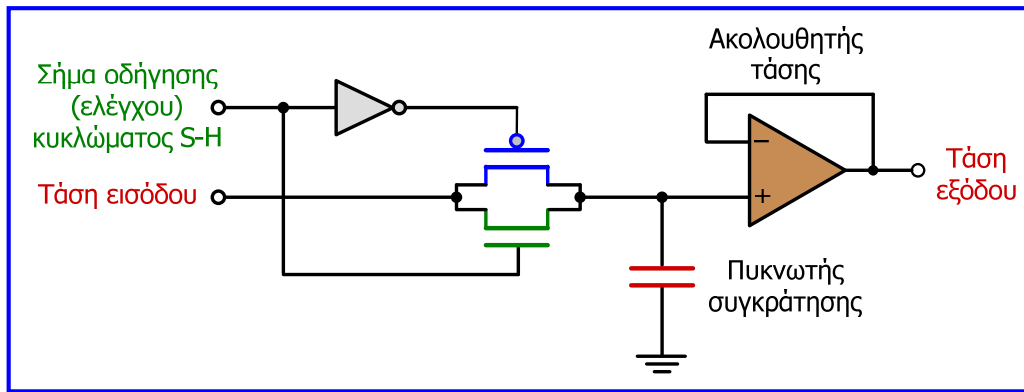 Ακολουθητής
τάσης
Σήμα οδήγησης
(ελέγχου)
κυκλώματος S-H
Τάση εισόδου
−
+
Τάση
εξόδου
Πυκνωτής
συγκράτησης